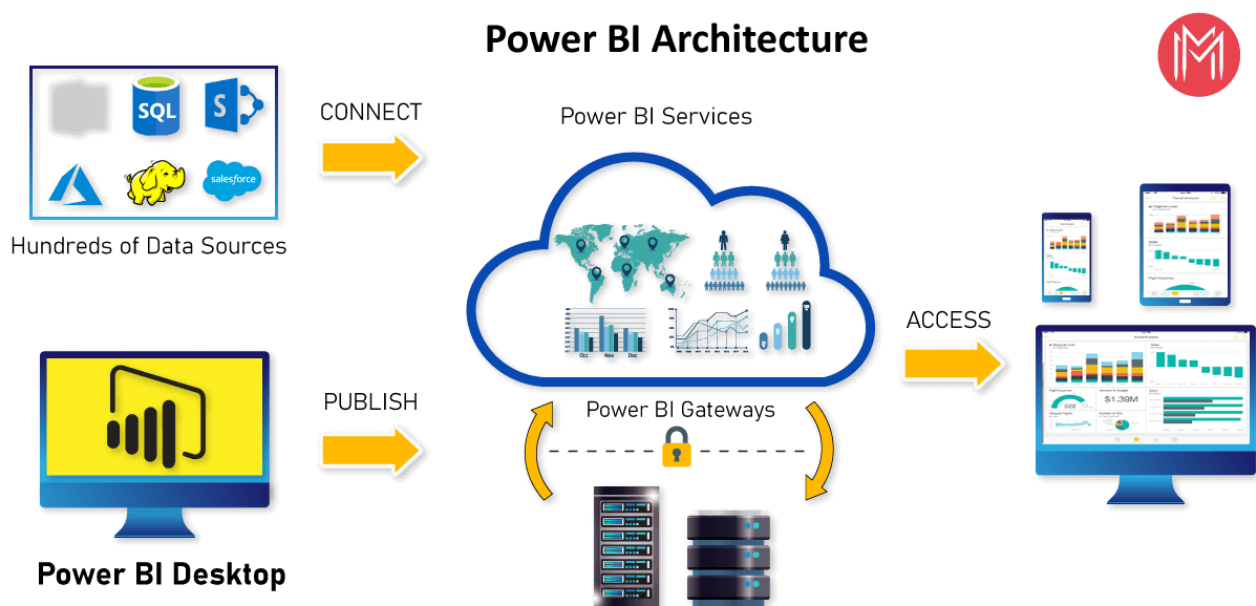 Power BI Architecture
CONNECT
Power BI Services
SQL
S
salesforce
Hundreds of Data Sources
Oct Nov Dec
ACCESS
PUBLISH
Power BI Gateways
$1.39M
Power BI Desktop